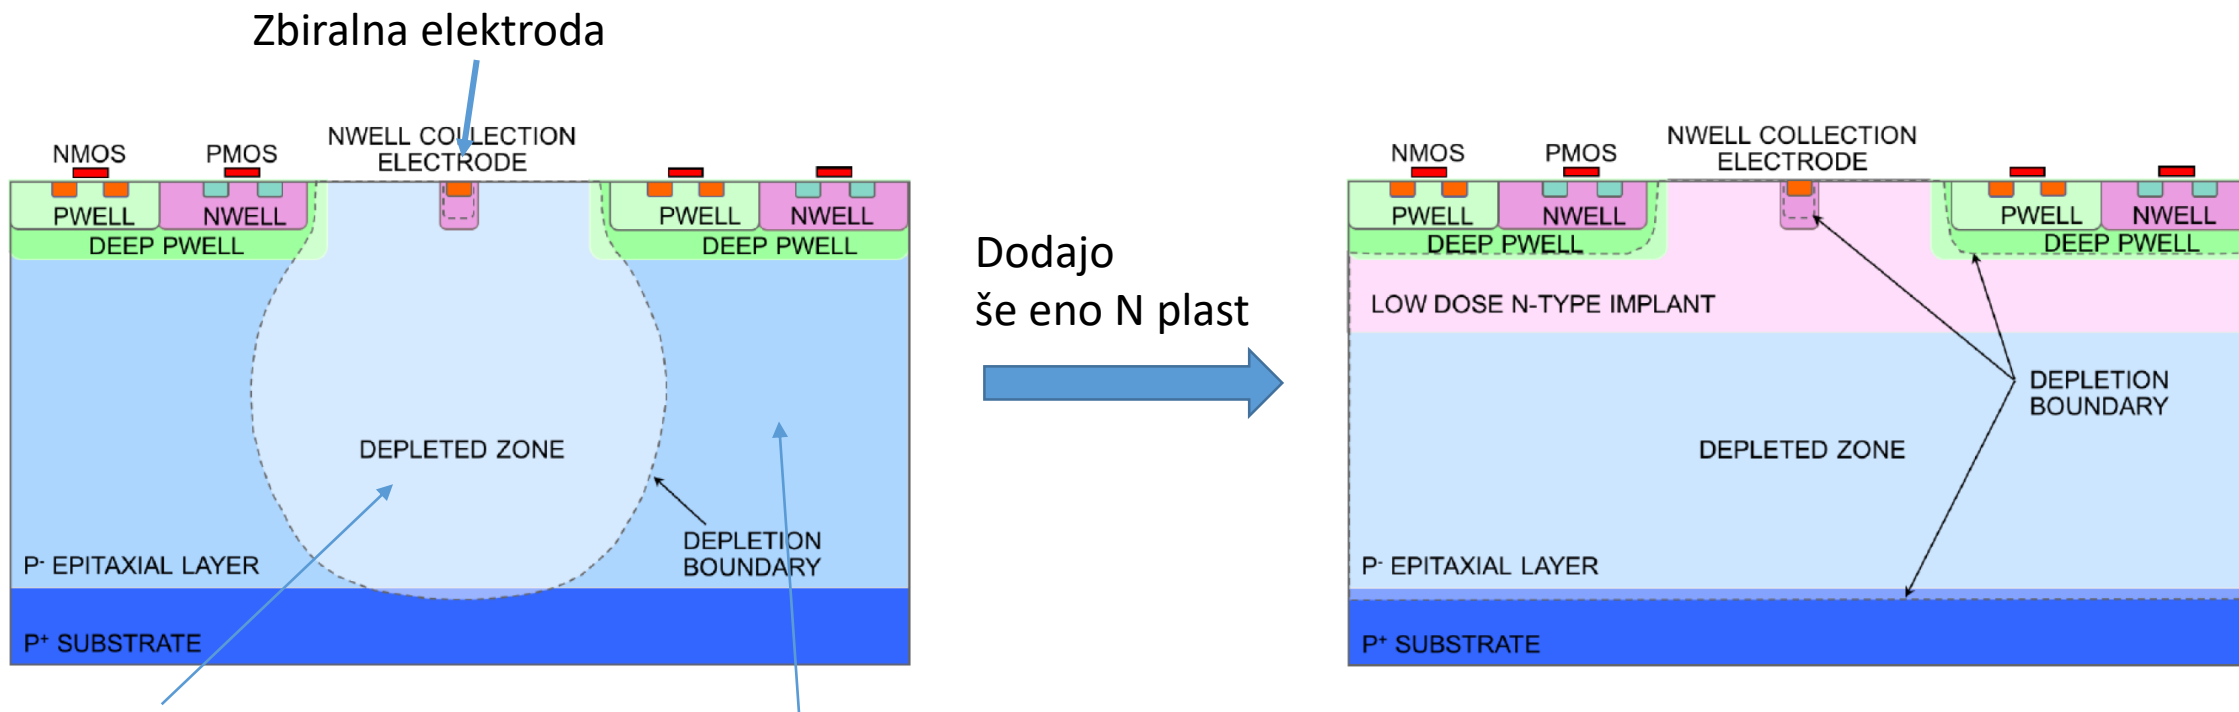 Zbiralna elektroda
NWELL COLLECTION
ELECTRODE
NMOS
PMOS
PWELL
NWELL
PWELL
NWELL
DEEP PWELL
DEEP PWELL
DEPLETED ZONE
DEPLETION
BOUNDARY
P- EPITAXIAL LAYER
P+ SUBSTRATE
Dodajo
še eno N plast
NWELL COLLECTION
ELECTRODE
NMOS
PMOS
PWELL
NWELL
PWELL
NWELL
DEEP PWELL
DEEP PWELL
LOW DOSE N-TYPE IMPLANT
DEPLETION
BOUNDARY
DEPLETED ZONE
P- EPITAXIAL LAYER
P+ SUBSTRATE